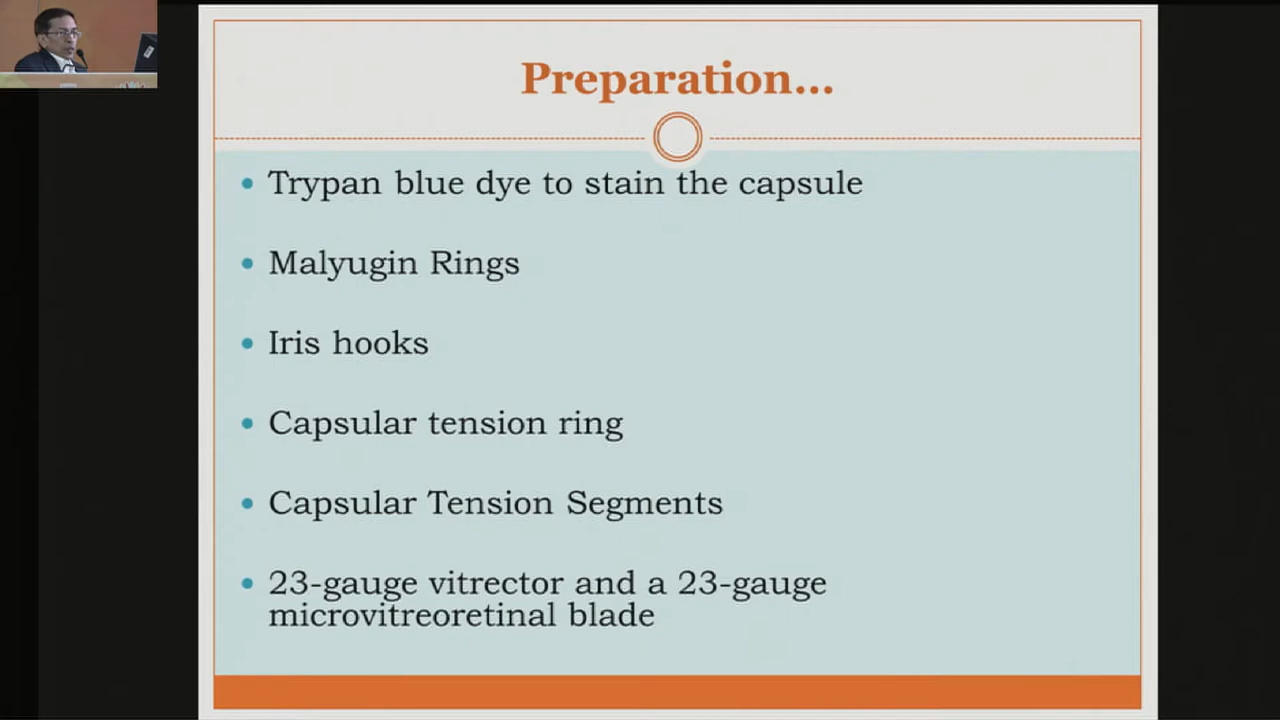 Preparation...
• Trypan blue dye to stain the capsule
• Malyugin Rings
• Iris hooks
• Capsular tension ring
• Capsular Tension Segments
• 23-gauge vitrector and a 23-gauge
microvitreoretinal blade